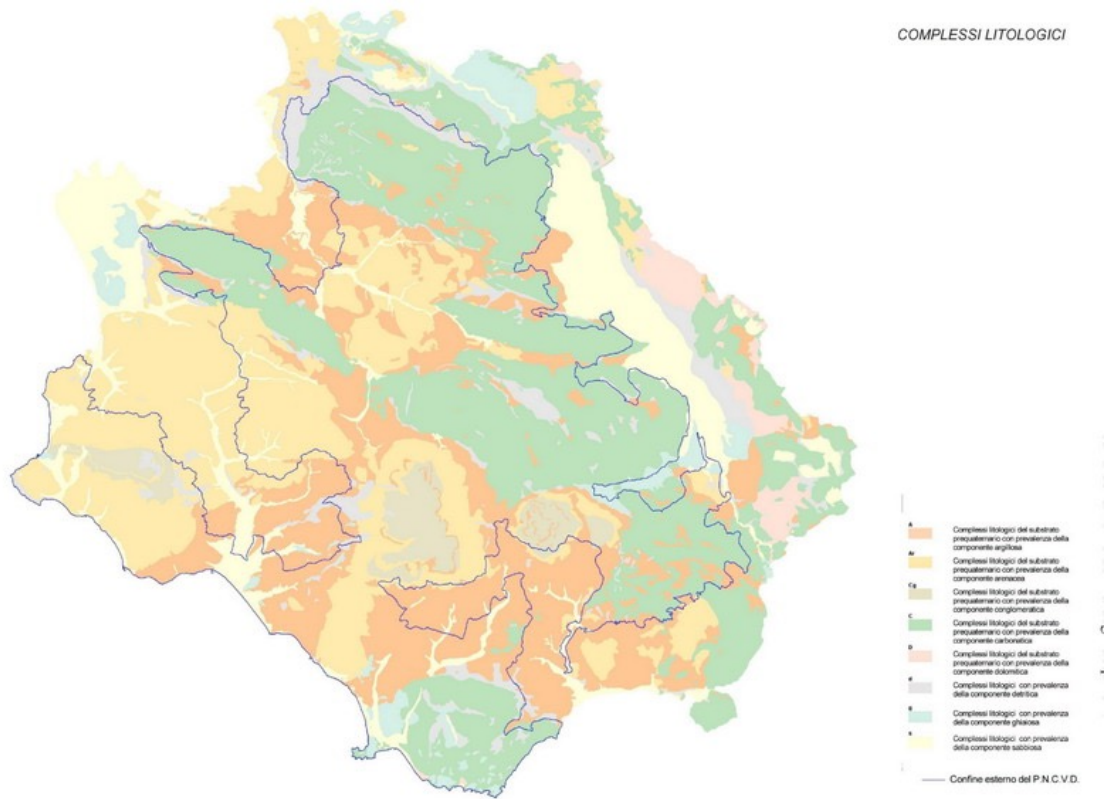 COMPLESSI LITOLOGICI
A
Complessi litologici del substrato
prequaternario con prevalenza della
componente argillosa
Ar
Complessi litologici del substrato
prequaternario con prevalenza della
componente arenacea
Cg
Complessi litologici del substrato
prequaternario con prevalenza della
componente conglomeratica
C
Complessi litologici del substrato
prequaternario con prevalenza della
componente carbonatica
D
Complessi litologici del substrato
prequaternario con prevalenza della
componente dolomitica
d
Complessi litologici con prevalenza
della componente detritica
Complessi litologici con prevalenza
della componente ghiaiosa
Complessi litologici con prevalenza
della componente sabbiosa
Confine esterno del P.N.C.V.D.